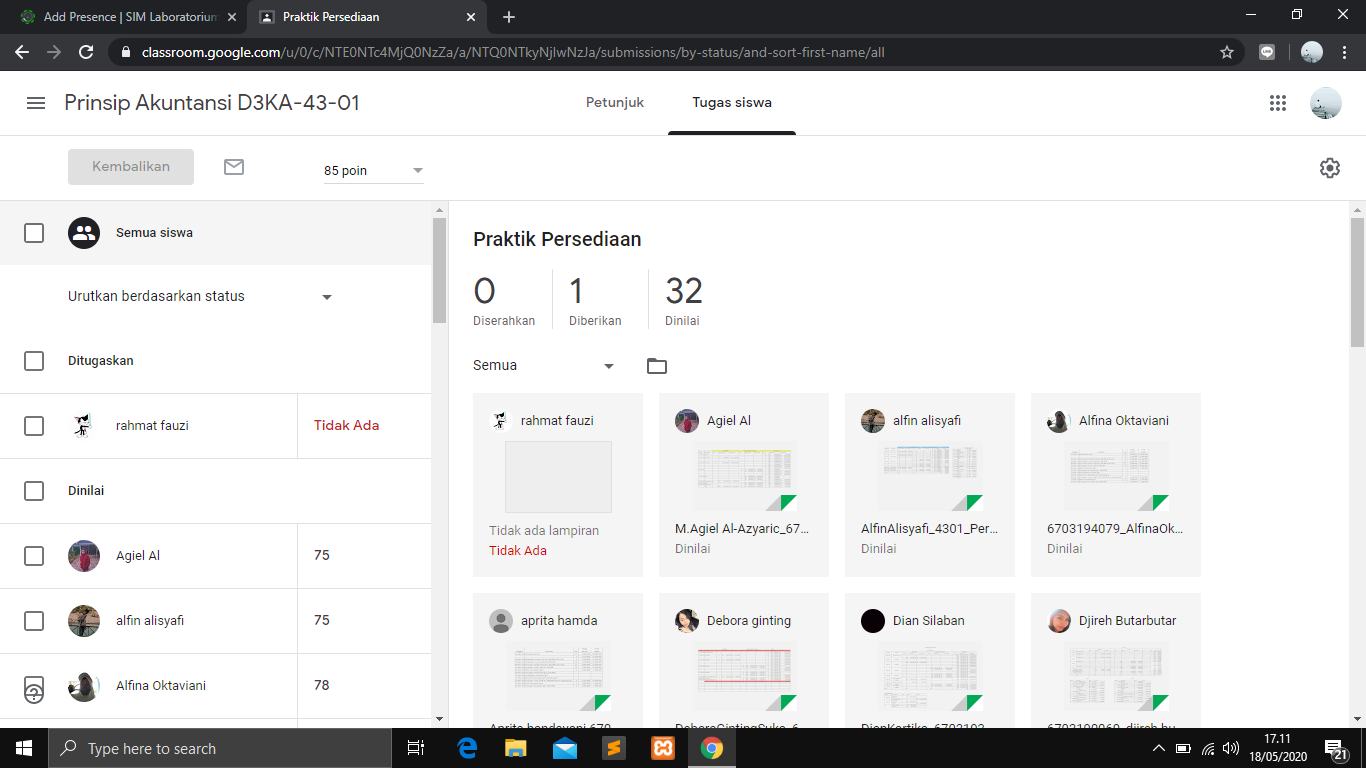 Add Presence | SIM Laboratorium
Praktik Persediaan
classroom.google.com/u/0/c/NTE0NTc4MjQ0NzZa/a/NTQ0NTkyNjIwNzJa/submissions/by-status/and-sort-first-name/all
Prinsip Akuntansi D3KA-43-01
Petunjuk
Tugas siswa
Kembalikan
85 poin
Semua siswa
Urutkan berdasarkan status
Ditugaskan
rahmat fauzi
Tidak Ada
Dinilai
Agiel Al
75
alfin alisyafi
75
Alfina Oktaviani
78
Praktik Persediaan
0
Diserahkan
1
Diberikan
32
Dinilai
Semua
rahmat fauzi
Tidak ada lampiran
Tidak Ada
Agiel Al
M.Agiel Al-Azyaric_67...
Dinilai
alfin alisyafi
AlfinAlisyafi_4301_Per...
Dinilai
Alfina Oktaviani
6703194079_AlfinaOk...
Dinilai
aprita hamda
Debora ginting
Dian Silaban
Djireh Butarbutar
Type here to search
17.11
18/05/2020
21